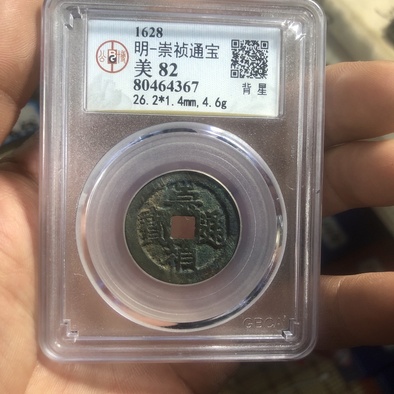 1628
明-崇祯通宝
美 82
80464367
26.2*1.4mm,4.6g
背星
崇
寶 通
禎